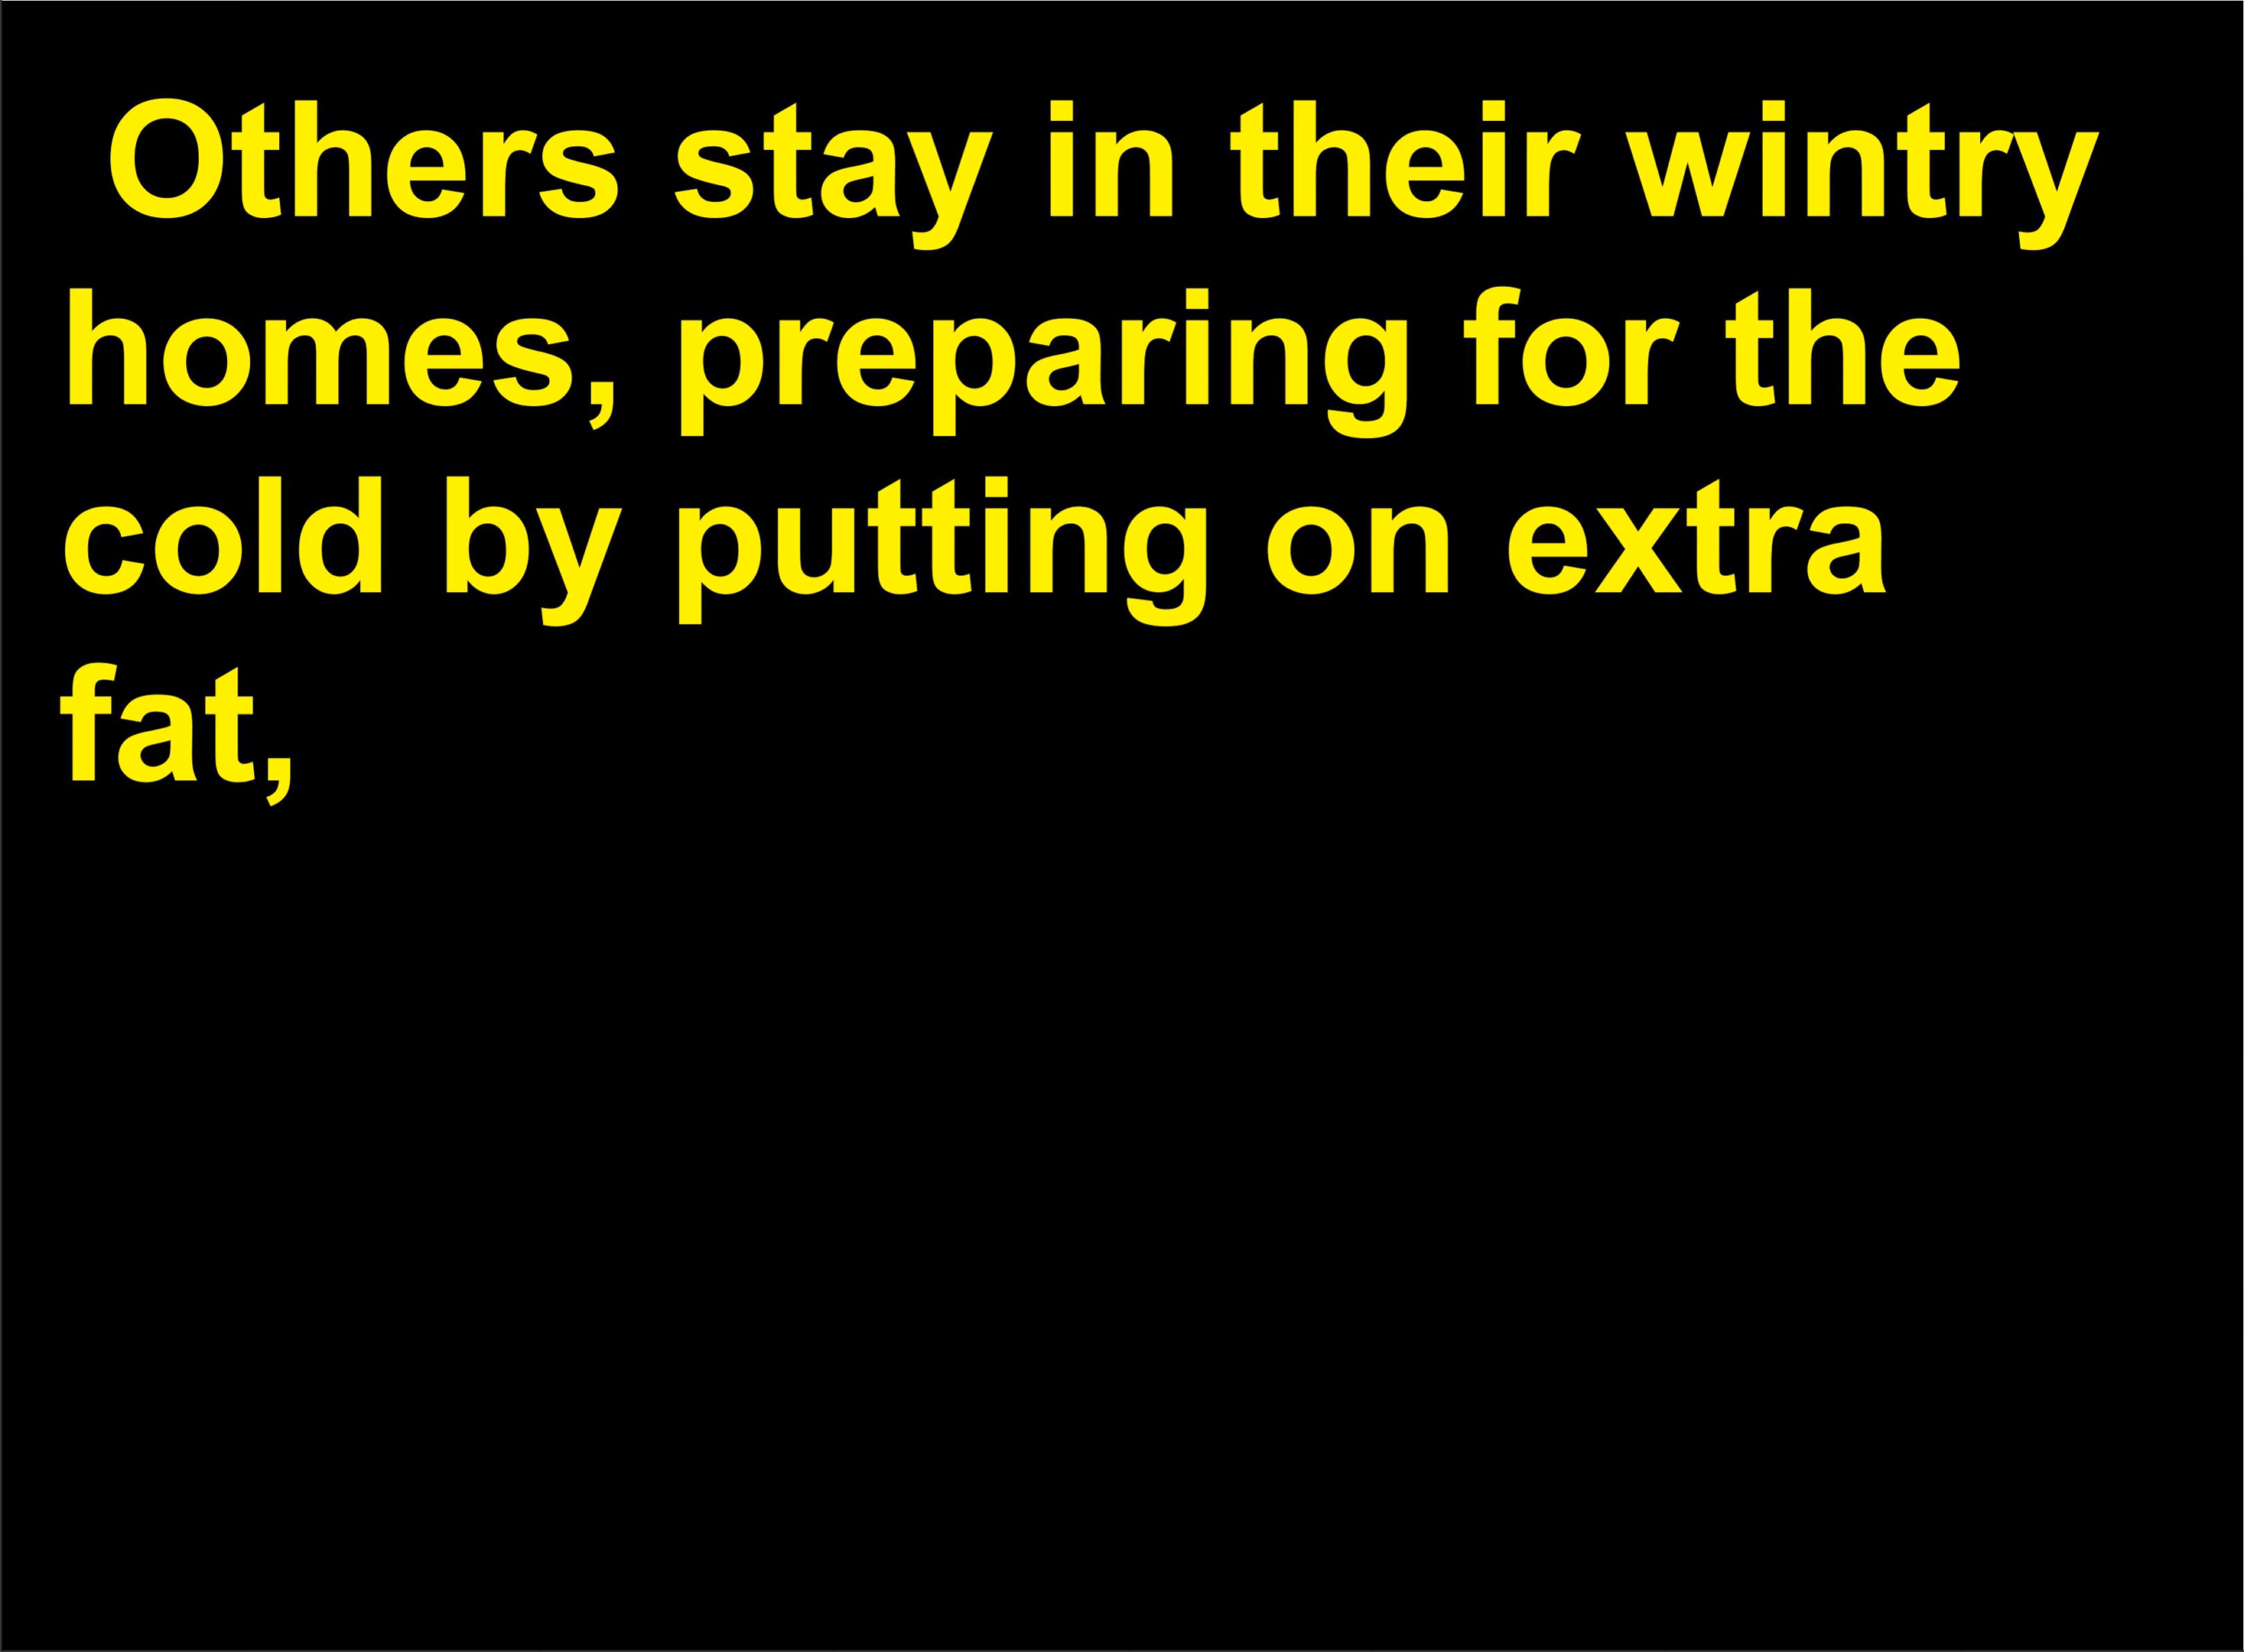 Others stay in their wintry
homes, preparing for the
cold by putting on extra
fat,